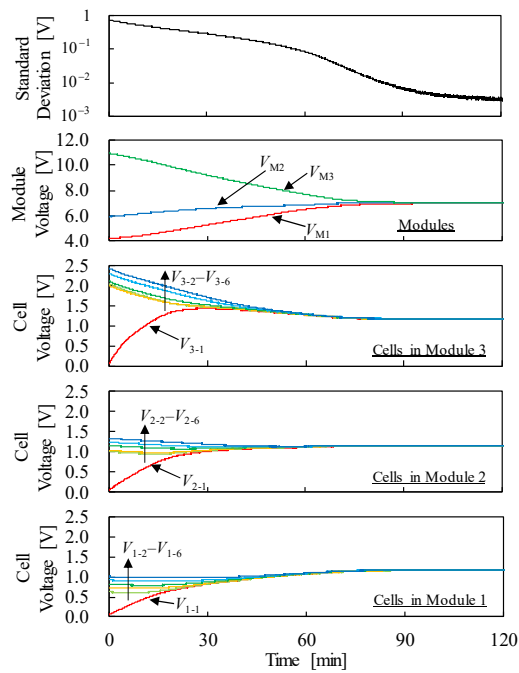 Standard Deviation [V]
1
10⁻¹
10⁻²
10⁻³
Module Voltage [V]
12.0
10.0
8.0
6.0
4.0
V_M2
V_M3
V_M1
Modules
Cell Voltage [V]
2.5
2.0
1.5
1.0
0.5
0.0
V_3-2−V_3-6
V_3-1
Cells in Module 3
Cell Voltage [V]
2.5
2.0
1.5
1.0
0.5
0.0
V_2-2−V_2-6
V_2-1
Cells in Module 2
Cell Voltage [V]
2.5
2.0
1.5
1.0
0.5
0.0
V_1-2−V_1-6
V_1-1
Cells in Module 1
0 30 60 90 120
Time [min]